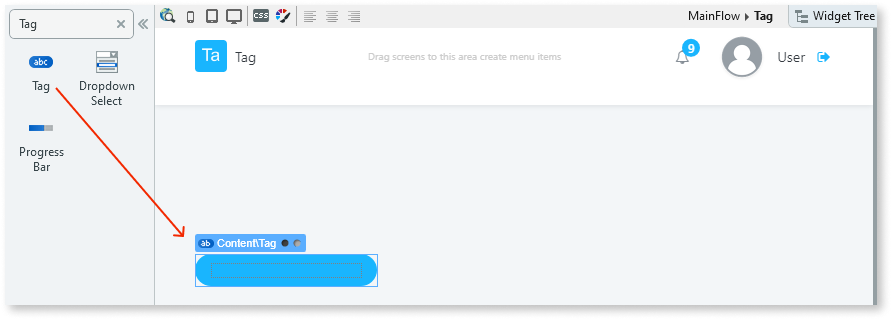 Tag
css
MainFlow Tag
Widget Tree
abc
Tag
Dropdown
Select
Progress
Bar
Ta Tag
Drag screens to this area create menu items
9
User
ab Content\Tag